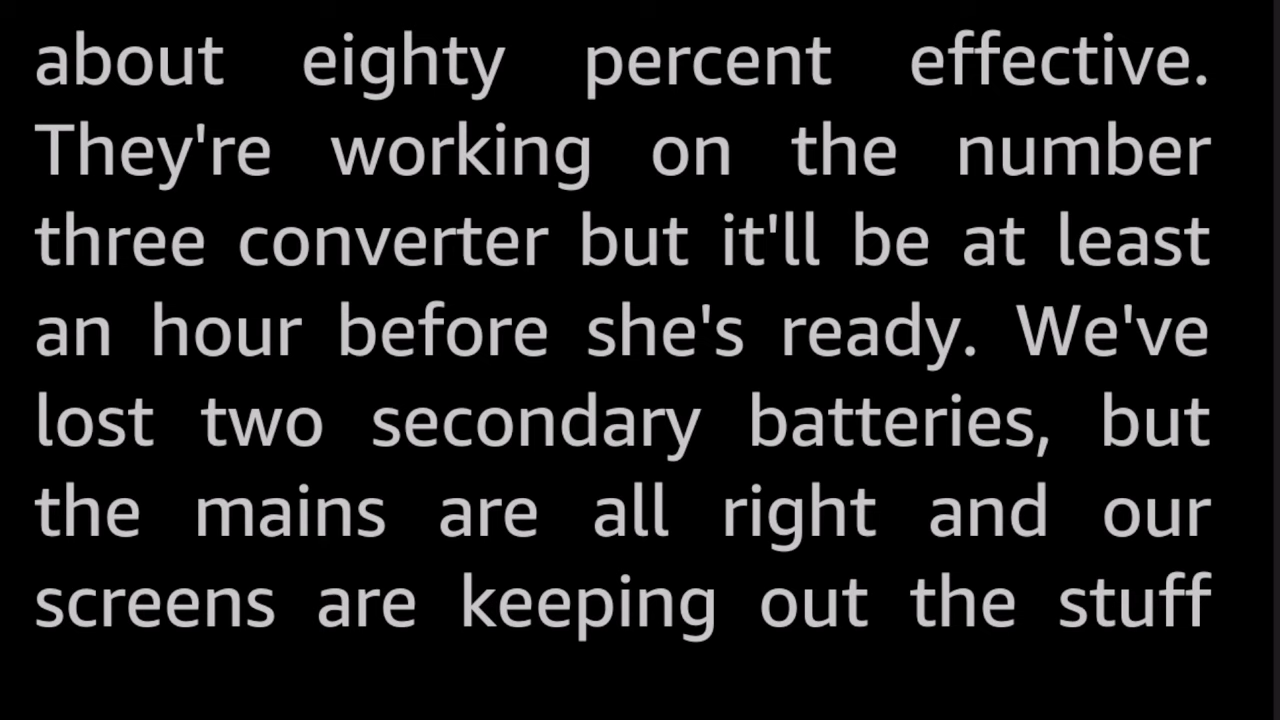 about eighty percent effective.
They're working on the number
three converter but it'll be at least
an hour before she's ready. We've
lost two secondary batteries, but
the mains are all right and our
screens are keeping out the stuff